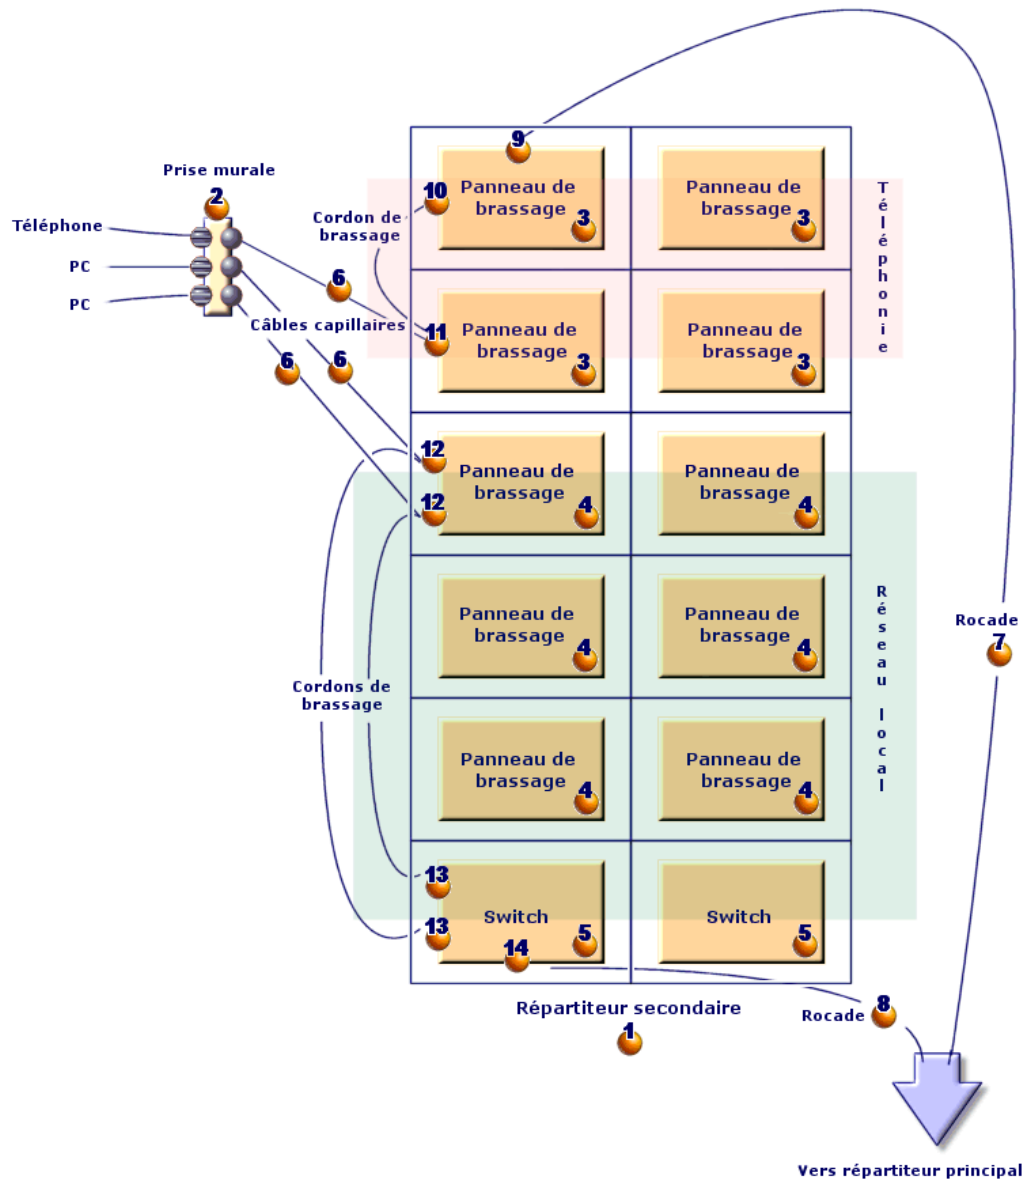 9
Prise murale
2
10
Panneau de
brassage
3
Panneau de
brassage
3
Téléphonie
Téléphone
PC
PC
Cordon de
brassage
6
Câbles capillaires
6
6
11
Panneau de
brassage
3
Panneau de
brassage
3
12
12
Panneau de
brassage
4
Panneau de
brassage
4
Réseau local
Panneau de
brassage
4
Panneau de
brassage
4
Rocade
7
Cordons de
brassage
Panneau de
brassage
4
Panneau de
brassage
4
13
13
Switch
5
14
Switch
5
Répartiteur secondaire
1
Rocade
8
Vers répartiteur principal